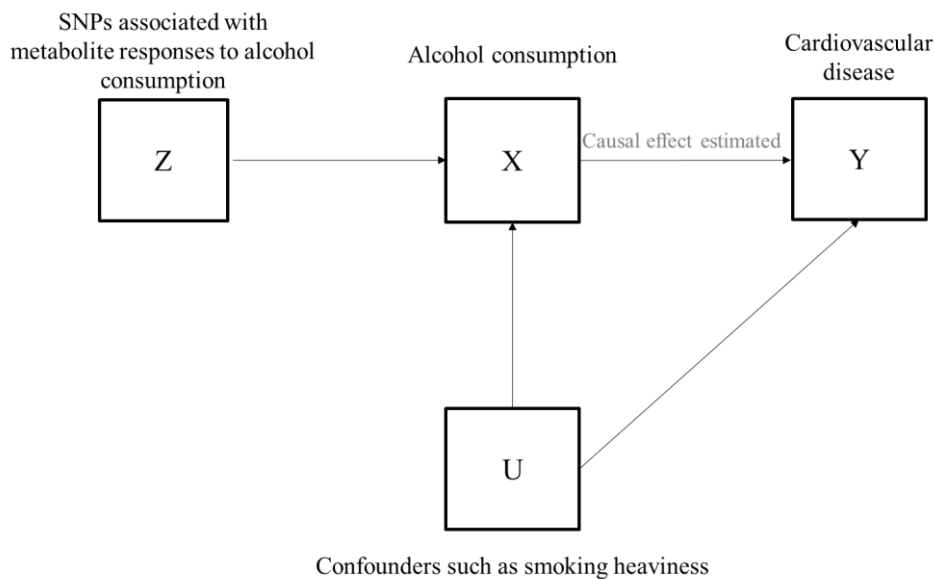 SNPs associated with
metabolite responses to alcohol
consumption
Alcohol consumption
Cardiovascular
disease
Z
X
Causal effect estimated
Y
U
Confounders such as smoking heaviness